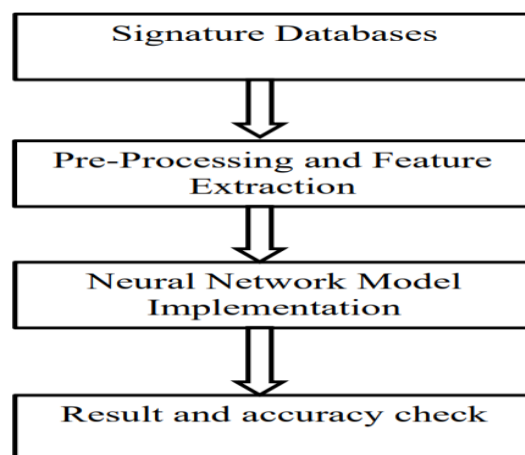 Signature Databases
Pre-Processing and Feature
Extraction
Neural Network Model
Implementation
Result and accuracy check